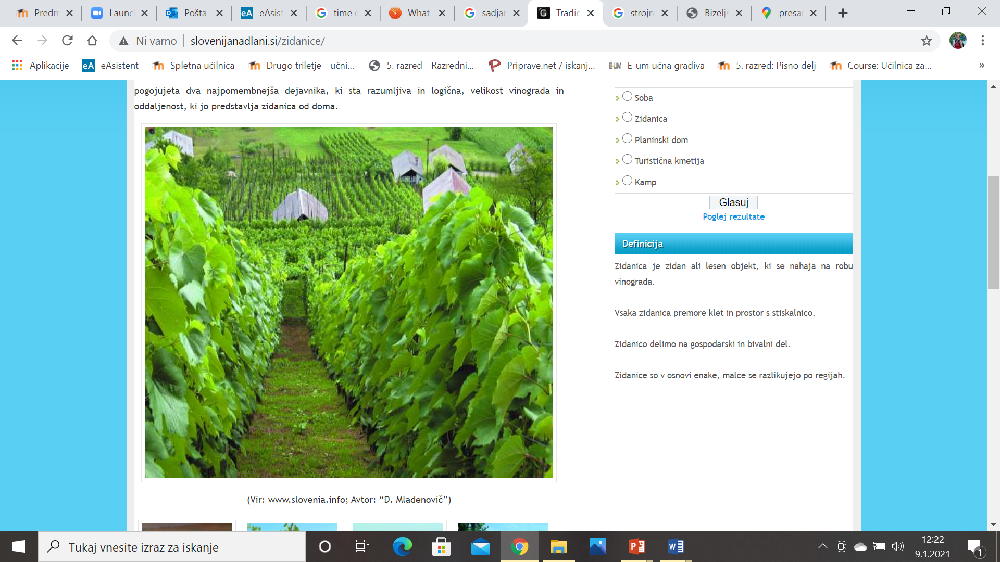 Predm
Launc
Pošta
eA eAsist
time o
What
sadjar
Tradic
strojn
Bizeljs
presar
Ni varno | slovenijanadlani.si/zidanice/
Aplikacije
eA eAsistent
Spletna učilnica
Drugo triletje - učni...
5. razred - Razredni...
Priprave.net / iskanj...
E-um učna gradiva
5. razred: Pisno delj
Course: Učilnica za...
»
pogojujeta dva najpomembnejša dejavnika, ki sta razumljiva in logična, velikost vinograda in
oddaljenost, ki jo predstavlja zidanica od doma.
(Vir: www.slovenia.info; Avtor: “D. Mladenovič”)
Soba
Zidanica
Planinski dom
Turistična kmetija
Kamp
Glasuj
Poglej rezultate
Definicija
Zidanica je zidan ali lesen objekt, ki se nahaja na robu
vinograda.
Vsaka zidanica premore klet in prostor s stiskalnico.
Zidanico delimo na gospodarski in bivalni del.
Zidanice so v osnovi enake, malce se razlikujejo po regijah.
Tukaj vnesite izraz za iskanje
12:22
9.1.2021
1